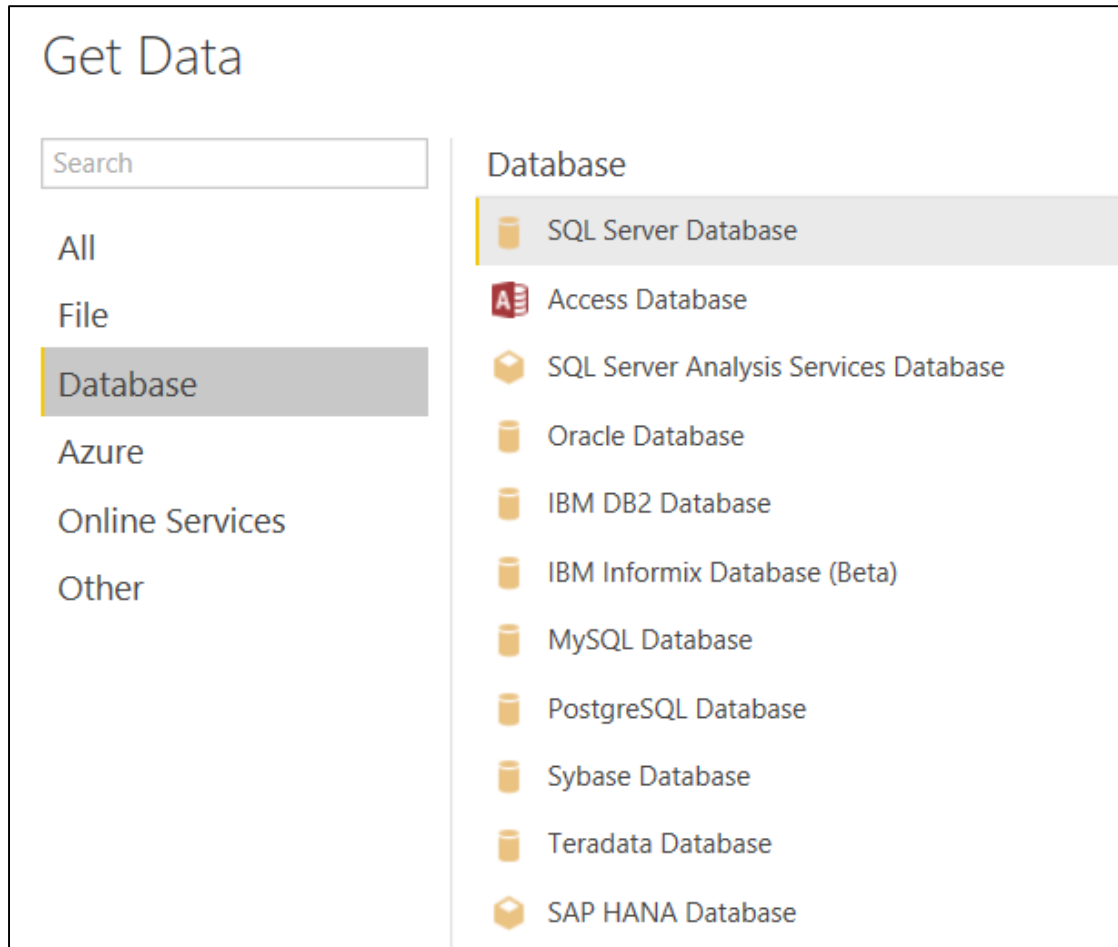 Get Data
Search
All
File
Database
Azure
Online Services
Other
Database
SQL Server Database
Access Database
SQL Server Analysis Services Database
Oracle Database
IBM DB2 Database
IBM Informix Database (Beta)
MySQL Database
PostgreSQL Database
Sybase Database
Teradata Database
SAP HANA Database